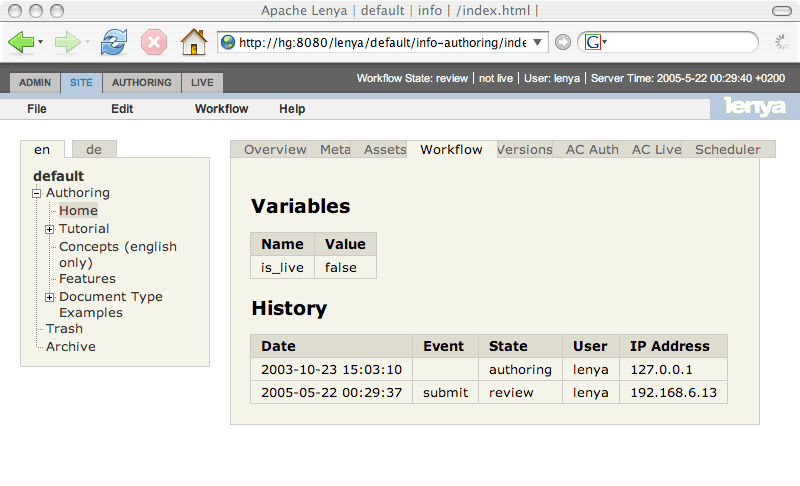 Apache Lenya | default | info | /index.html |
http://hg:8080/lenya/default/info-authoring/inde
G
ADMIN SITE AUTHORING LIVE
Workflow State: review | not live | User: lenya | Server Time: 2005-5-22 00:29:40 +0200
File Edit Workflow Help
lenya
en de
default
Authoring
Home
Tutorial
Concepts (english
only)
Features
Document Type
Examples
Trash
Archive
Overview Meta Assets Workflow Versions AC Auth AC Live Scheduler
Variables
Name Value
is_live false
History
Date Event State User IP Address
2003-10-23 15:03:10 authoring lenya 127.0.0.1
2005-05-22 00:29:37 submit review lenya 192.168.6.13